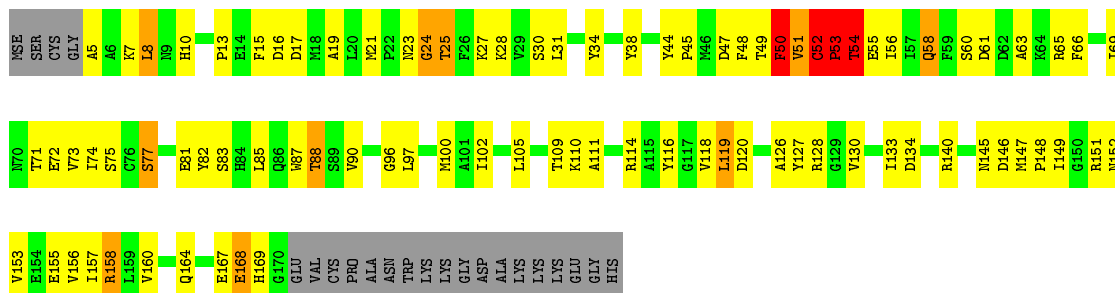 MSE SER CYS GLY A5 A6 K7 L8 N9 H10 P13 E14 F15 D16 D17 M18 A19 L20 M21 P22 N23 G24 T25 F26 K27 K28 V29 S30 L31 Y34 Y38 Y44 P45 M46 D47 F48 T49 F50 V51 C52 P53 T54 E55 I56 I57 Q58 F59 S60 D61 D62 A63 K64 R65 F66 I69
N70 T71 E72 V73 I74 S75 C76 S77 E81 Y82 S83 H84 L85 Q86 W87 T88 S89 V90 G96 L97 M100 A101 I102 L105 T109 K110 A111 R114 A115 Y116 G117 V118 L119 D120 A126 Y127 R128 G129 V130 I133 D134 R140 N145 D146 M147 P148 I149 G150 R151 N152
V153 E154 E155 V156 I157 R158 L159 V160 Q164 E167 E168 H169 G170 GLU VAL CYS PRO ALA ASN TRP LYS LYS GLY ASP ALA LYS LYS LYS GLU GLY HIS